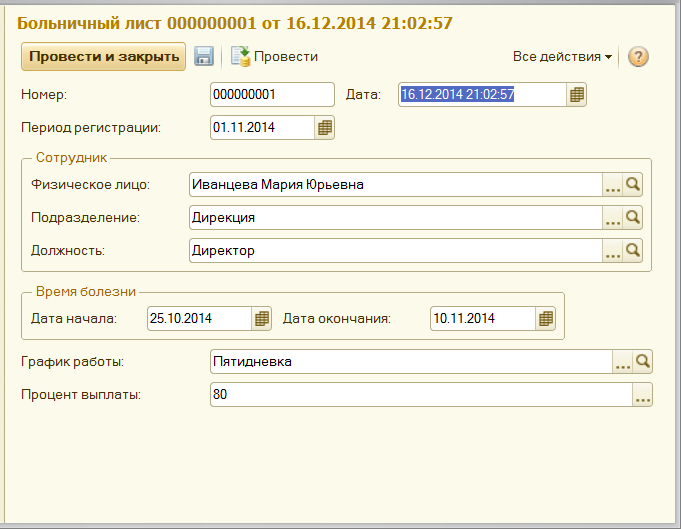 Больничный лист 000000001 от 16.12.2014 21:02:57
Провести и закрыть Провести Все действия ?
Номер: 000000001 Дата: 16.12.2014 21:02:57
Период регистрации: 01.11.2014
Сотрудник
Физическое лицо: Иванцева Мария Юрьевна ...
Подразделение: Дирекция ...
Должность: Директор ...
Время болезни
Дата начала: 25.10.2014 Дата окончания: 10.11.2014
График работы: Пятидневка ...
Процент выплаты: 80 ...